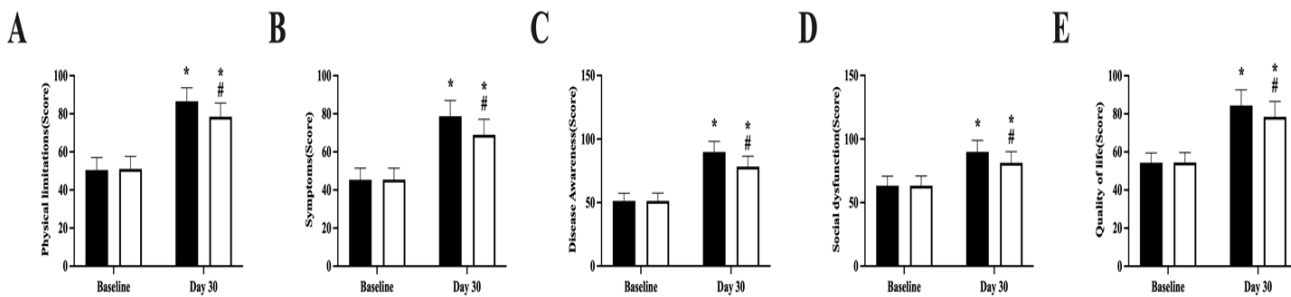 A
Physical limitations(Score)
100
80
60
40
20
0
*
*
#
Baseline
Day 30
B
Symptoms(Score)
100
80
60
40
20
0
*
*
#
Baseline
Day 30
C
Disease Awareness(Score)
150
100
50
0
*
*
#
Baseline
Day 30
D
Social dysfunction(Score)
150
100
50
0
*
*
#
Baseline
Day 30
E
Quality of life(Score)
100
80
60
40
20
0
*
*
#
Baseline
Day 30